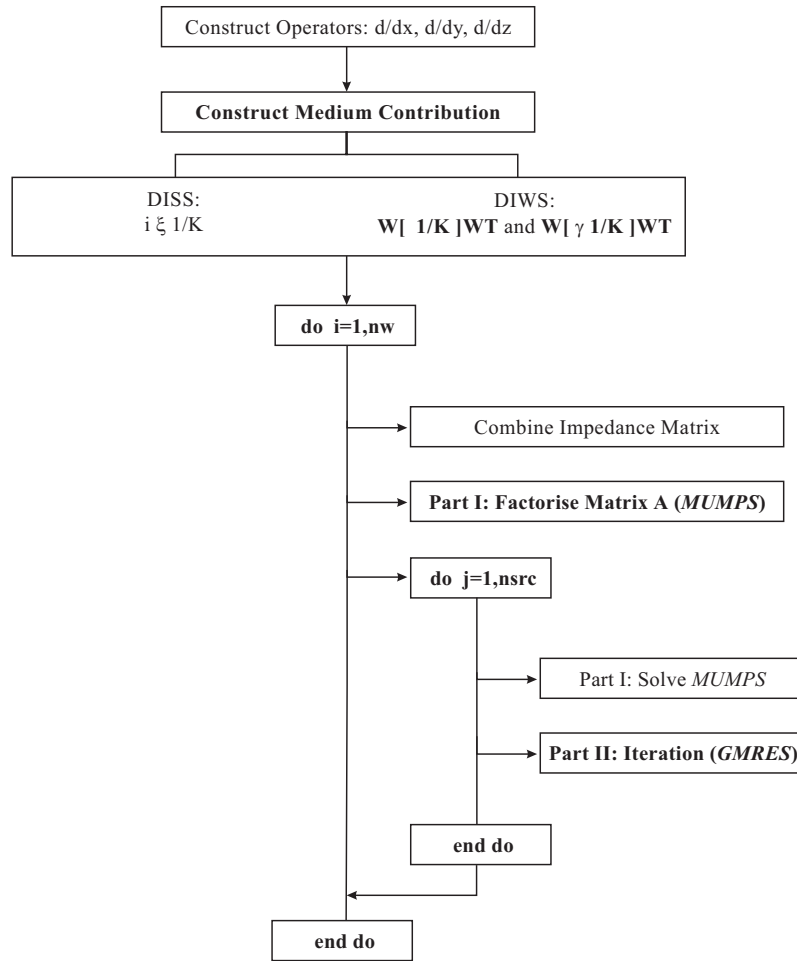 Construct Operators: d/dx, d/dy, d/dz
Construct Medium Contribution
DISS:
i ξ 1/K
DIWS:
W[ 1/K ]WT and W[ γ 1/K ]WT
do i=1,nw
Combine Impedance Matrix
Part I: Factorise Matrix A (MUMPS)
do j=1,nsrc
Part I: Solve MUMPS
Part II: Iteration (GMRES)
end do
end do